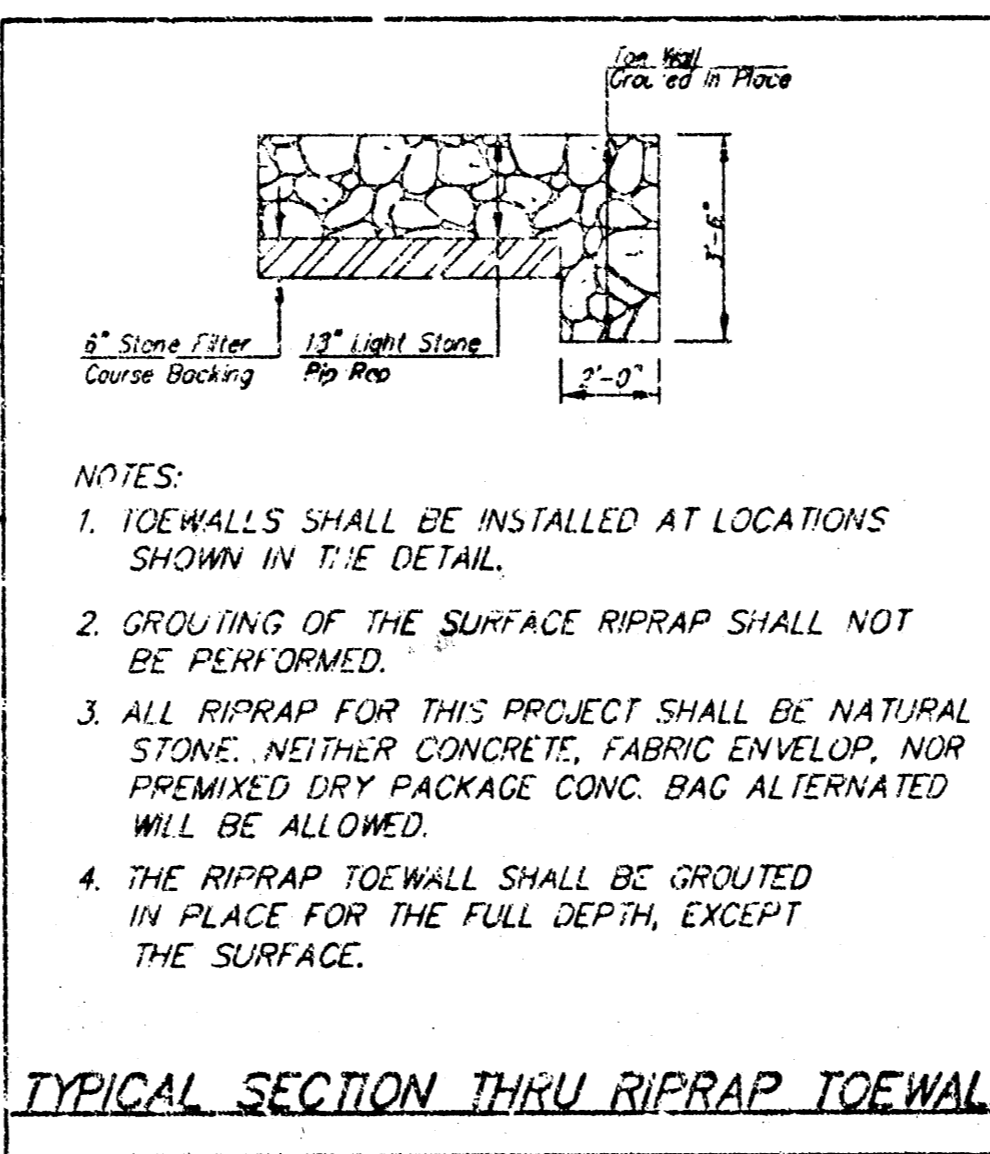 Toe Wall
Grouted In Place
3'-6"
6" Stone Filter
Course Backing
Light Stone
Rip Rap
2'-0"
NOTES:
1. TOEWALLS SHALL BE INSTALLED AT LOCATIONS
SHOWN IN THE DETAIL.
2. GROUTING OF THE SURFACE RIPRAP SHALL NOT
BE PERFORMED.
3. ALL RIPRAP FOR THIS PROJECT SHALL BE NATURAL
STONE. NEITHER CONCRETE, FABRIC ENVELOP, NOR
PREMIXED DRY PACKAGE CONC. BAG ALTERNATED
WILL BE ALLOWED.
4. THE RIPRAP TOEWALL SHALL BE GROUTED
IN PLACE FOR THE FULL DEPTH, EXCEPT
THE SURFACE.
TYPICAL SECTION THRU RIPRAP TOEWAL